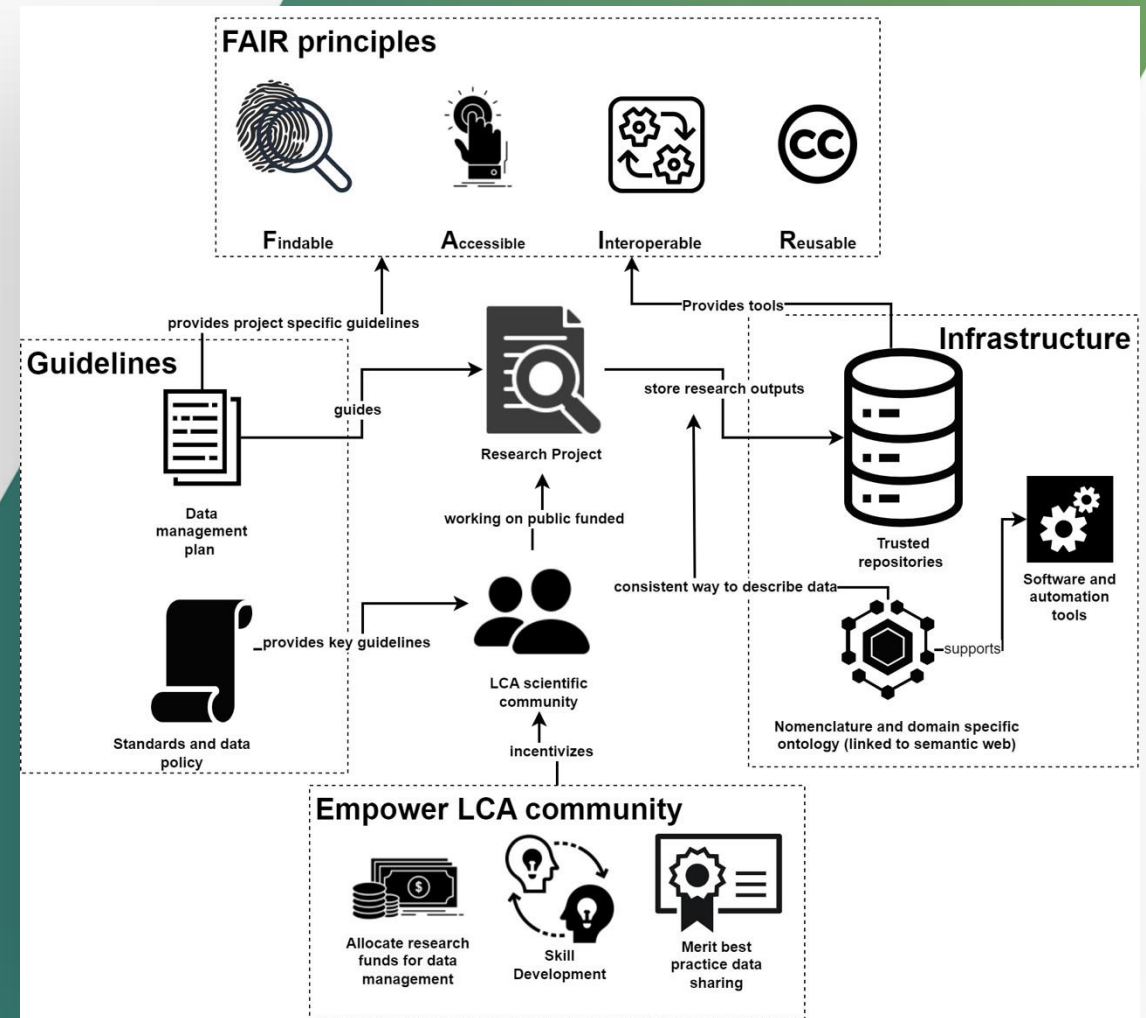 FAIR principles
Findable
Accessible
Interoperable
Reusable
provides project specific guidelines
Provides tools
Guidelines
Infrastructure
guides
store research outputs
Research Project
Data
management
plan
working on public funded
Trusted
repositories
consistent way to describe data
Software and
automation
tools
provides key guidelines
supports
LCA scientific
community
Nomenclature and domain specific
ontology (linked to semantic web)
Standards and data
policy
incentivizes
Empower LCA community
Allocate research
funds for data
management
Skill
Development
Merit best
practice data
sharing